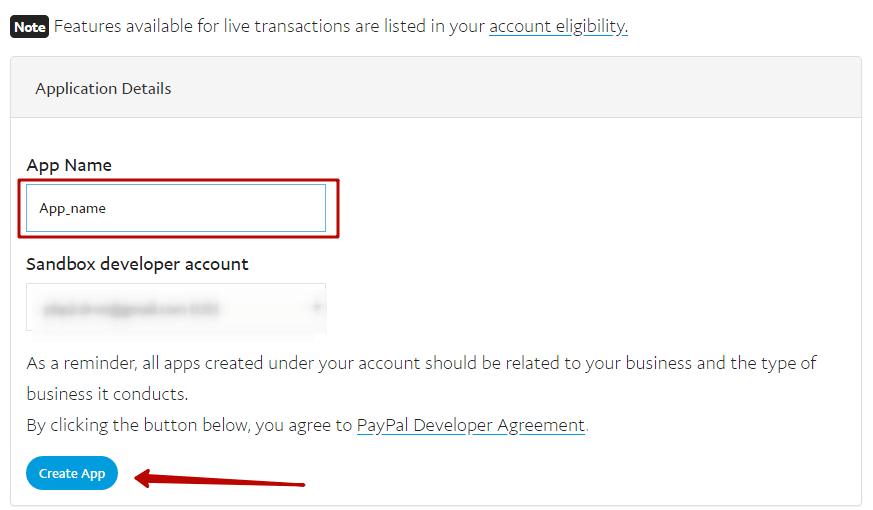 Note Features available for live transactions are listed in your account eligibility.
Application Details
App Name
App_name
Sandbox developer account
As a reminder, all apps created under your account should be related to your business and the type of
business it conducts.
By clicking the button below, you agree to PayPal Developer Agreement.
Create App